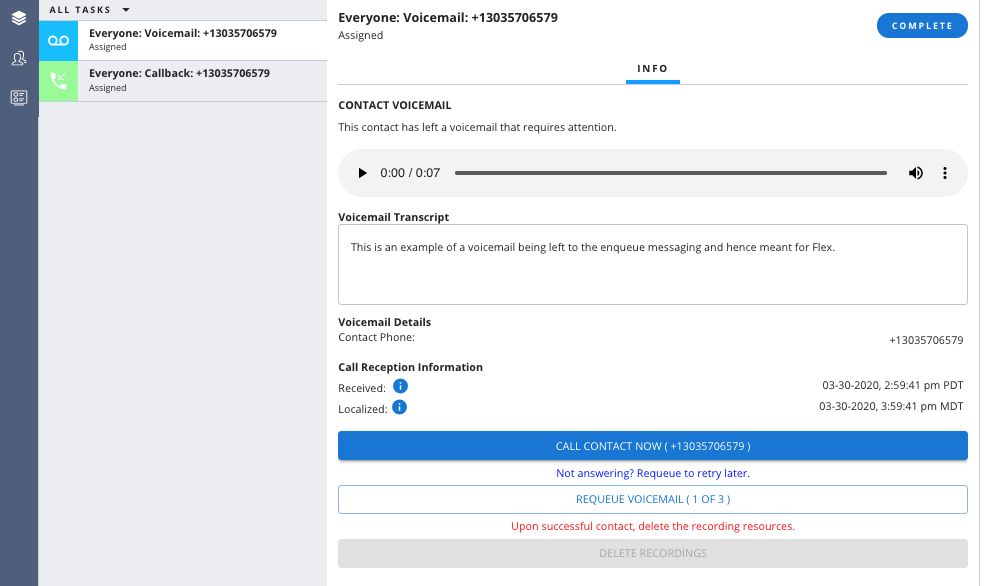 ALL TASKS
Everyone: Voicemail: +13035706579
Assigned
Everyone: Callback: +13035706579
Assigned
Everyone: Voicemail: +13035706579
Assigned
COMPLETE
INFO
CONTACT VOICEMAIL
This contact has left a voicemail that requires attention.
0:00 / 0:07
Voicemail Transcript
This is an example of a voicemail being left to the enqueue messaging and hence meant for Flex.
Voicemail Details
Contact Phone: +13035706579
Call Reception Information
Received: i 03-30-2020, 2:59:41 pm PDT
Localized: i 03-30-2020, 3:59:41 pm MDT
CALL CONTACT NOW ( +13035706579 )
Not answering? Requeue to retry later.
REQUEUE VOICEMAIL ( 1 OF 3 )
Upon successful contact, delete the recording resources.
DELETE RECORDINGS